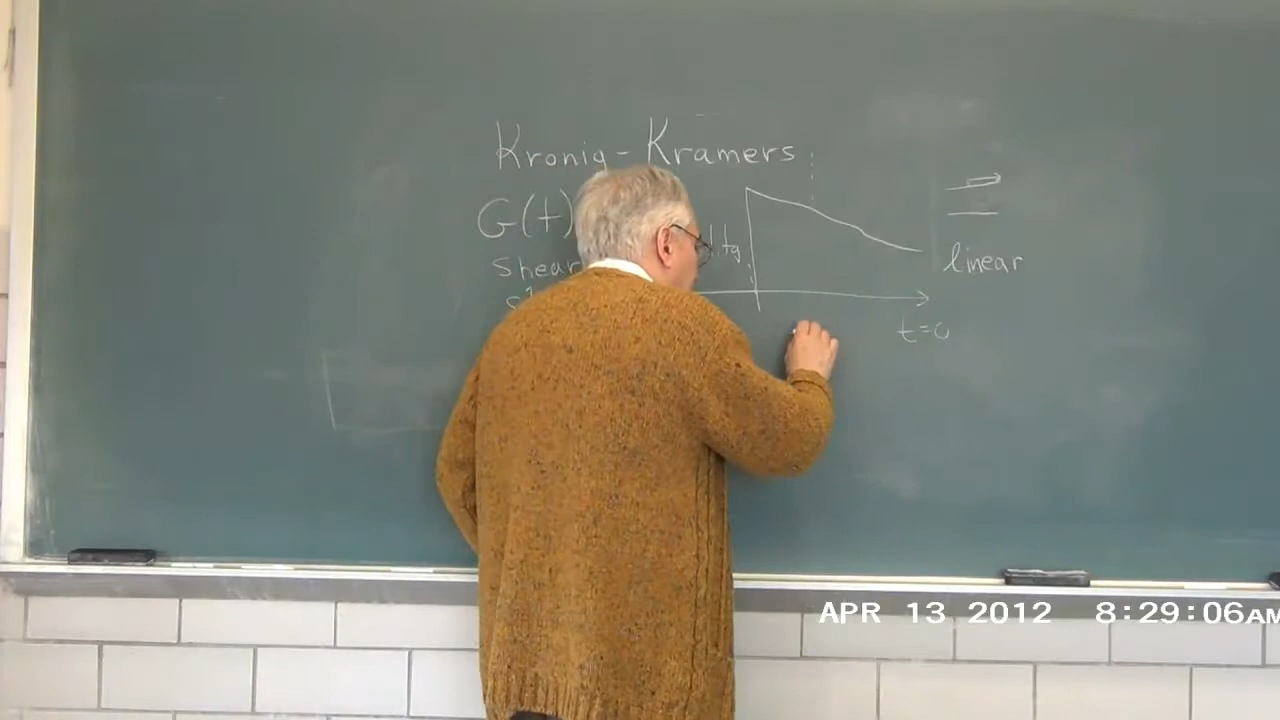 Kronig-Kramers
G(t)
shear
linear
t=0
APR 13 2012 8:29:06AM